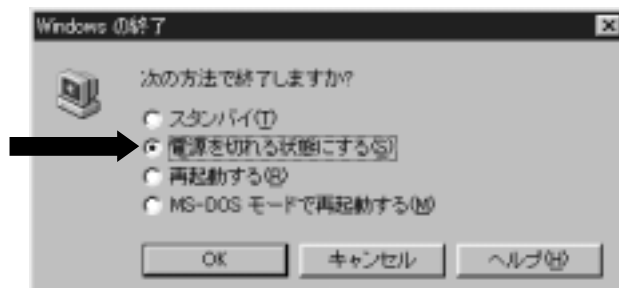 Windows の終了
次の方法で終了しますか?
スタンバイ(T)
電源を切れる状態にする(S)
再起動する(R)
MS-DOS モードで再起動する(M)
OK キャンセル ヘルプ(H)